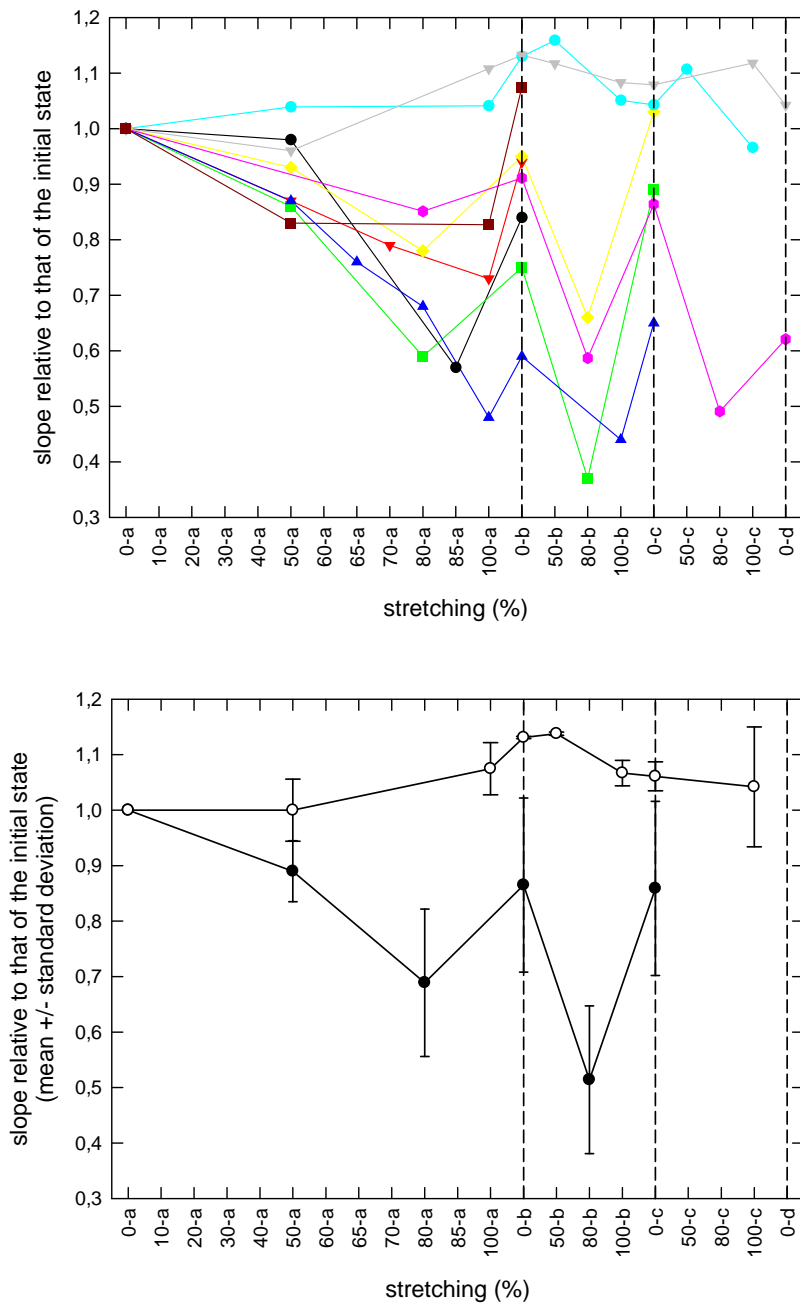 1,2
1,1
1,0
0,9
0,8
0,7
0,6
0,5
0,4
0,3
slope relative to that of the initial state
0-a
10-a
20-a
30-a
40-a
50-a
65-a
70-a
80-a
85-a
100-a
0-b
50-b
80-b
100-b
0-c
50-c
80-c
100-c
0-d
stretching (%)
1,2
1,1
1,0
0,9
0,8
0,7
0,6
0,5
0,4
0,3
slope relative to that of the initial state
(mean +/- standard deviation)
0-a
10-a
20-a
30-a
40-a
50-a
65-a
70-a
80-a
85-a
100-a
0-b
50-b
80-b
100-b
0-c
50-c
80-c
100-c
0-d
stretching (%)